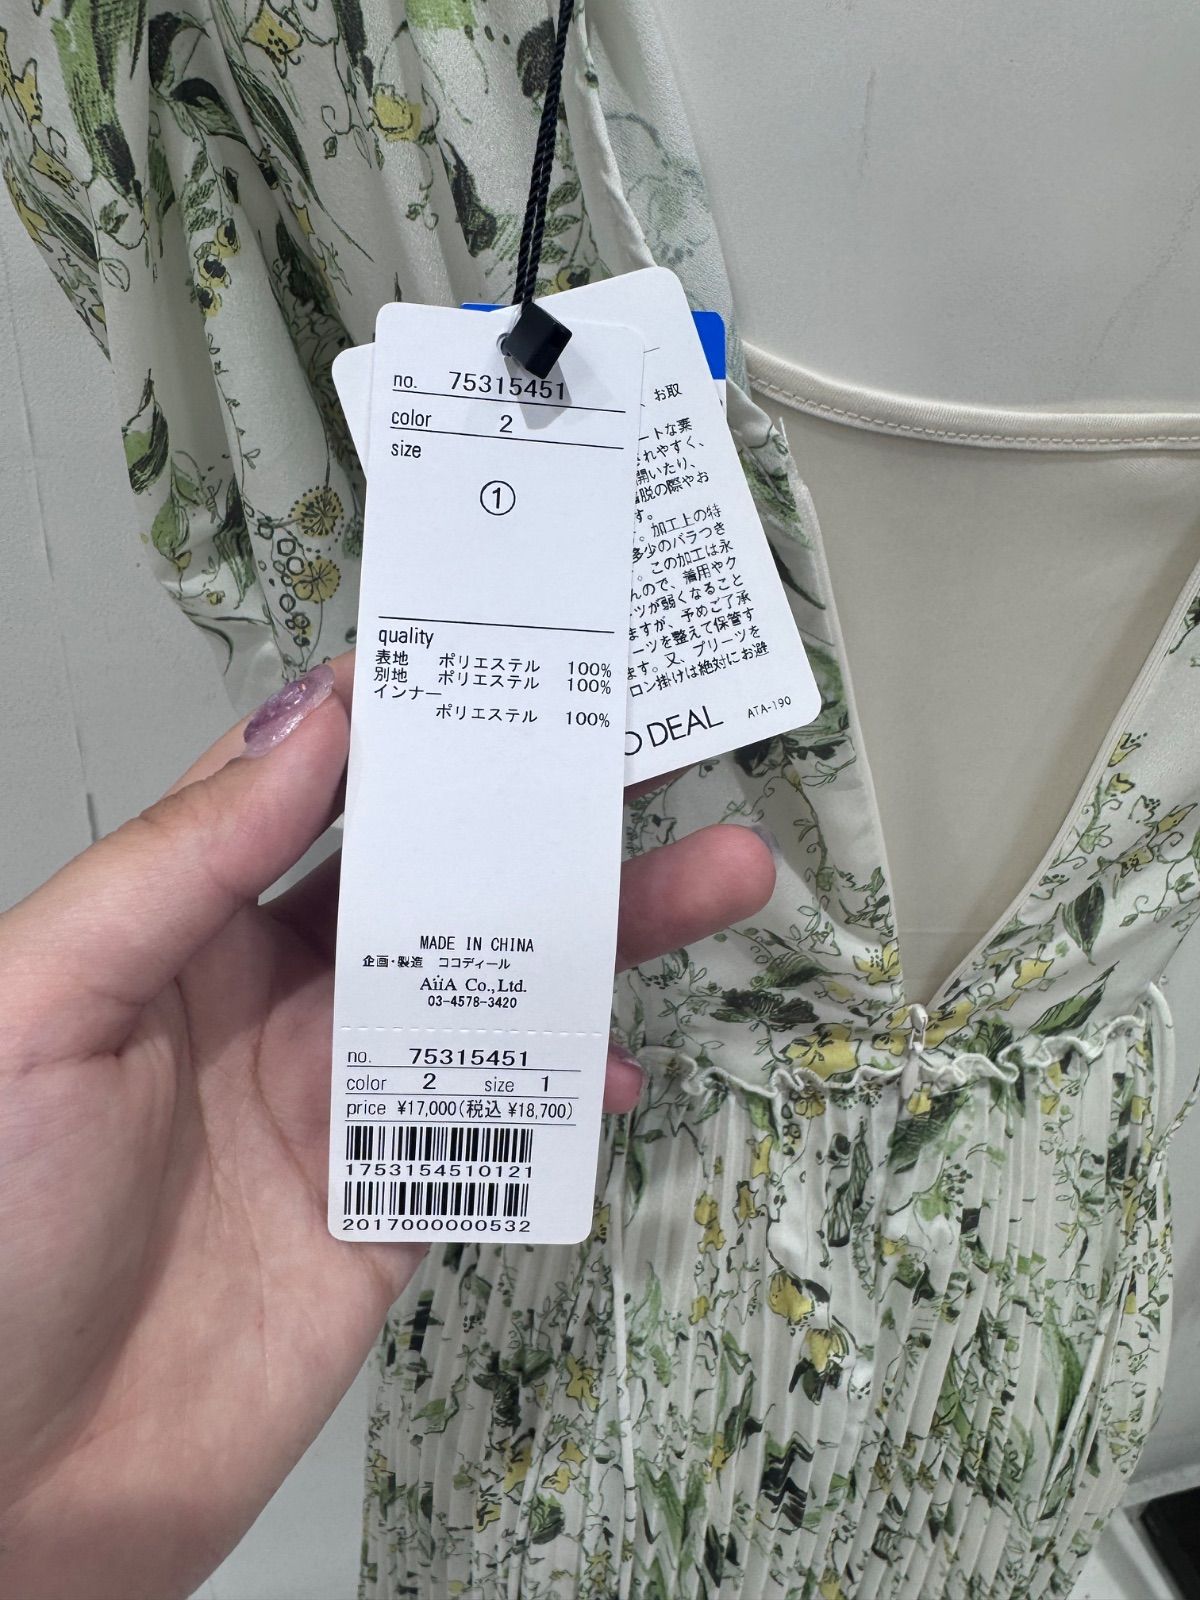 no. 75315451
color 2
size
①
quality
表地 ポリエステル 100%
別地 ポリエステル 100%
インナー
ポリエステル 100%
MADE IN CHINA
企画・製造 ココディール
AiiA Co.,Ltd.
03-4578-3420
no. 75315451
color 2 size 1
price ¥17,000(税込 ¥18,700)
1753154510121
2017000000532
、お取
ートな薬
れやすく、
開いたり、
脱の際やお
す。
。加工上の特
多少のバラつき
。この加工は永
んので、着用やク
ーツが弱くなること
ますが、予めご了承
ーツを整えて保管す
ます。又、プリーツを
ロン掛けは絶対にお避
O DEAL
ATA-190